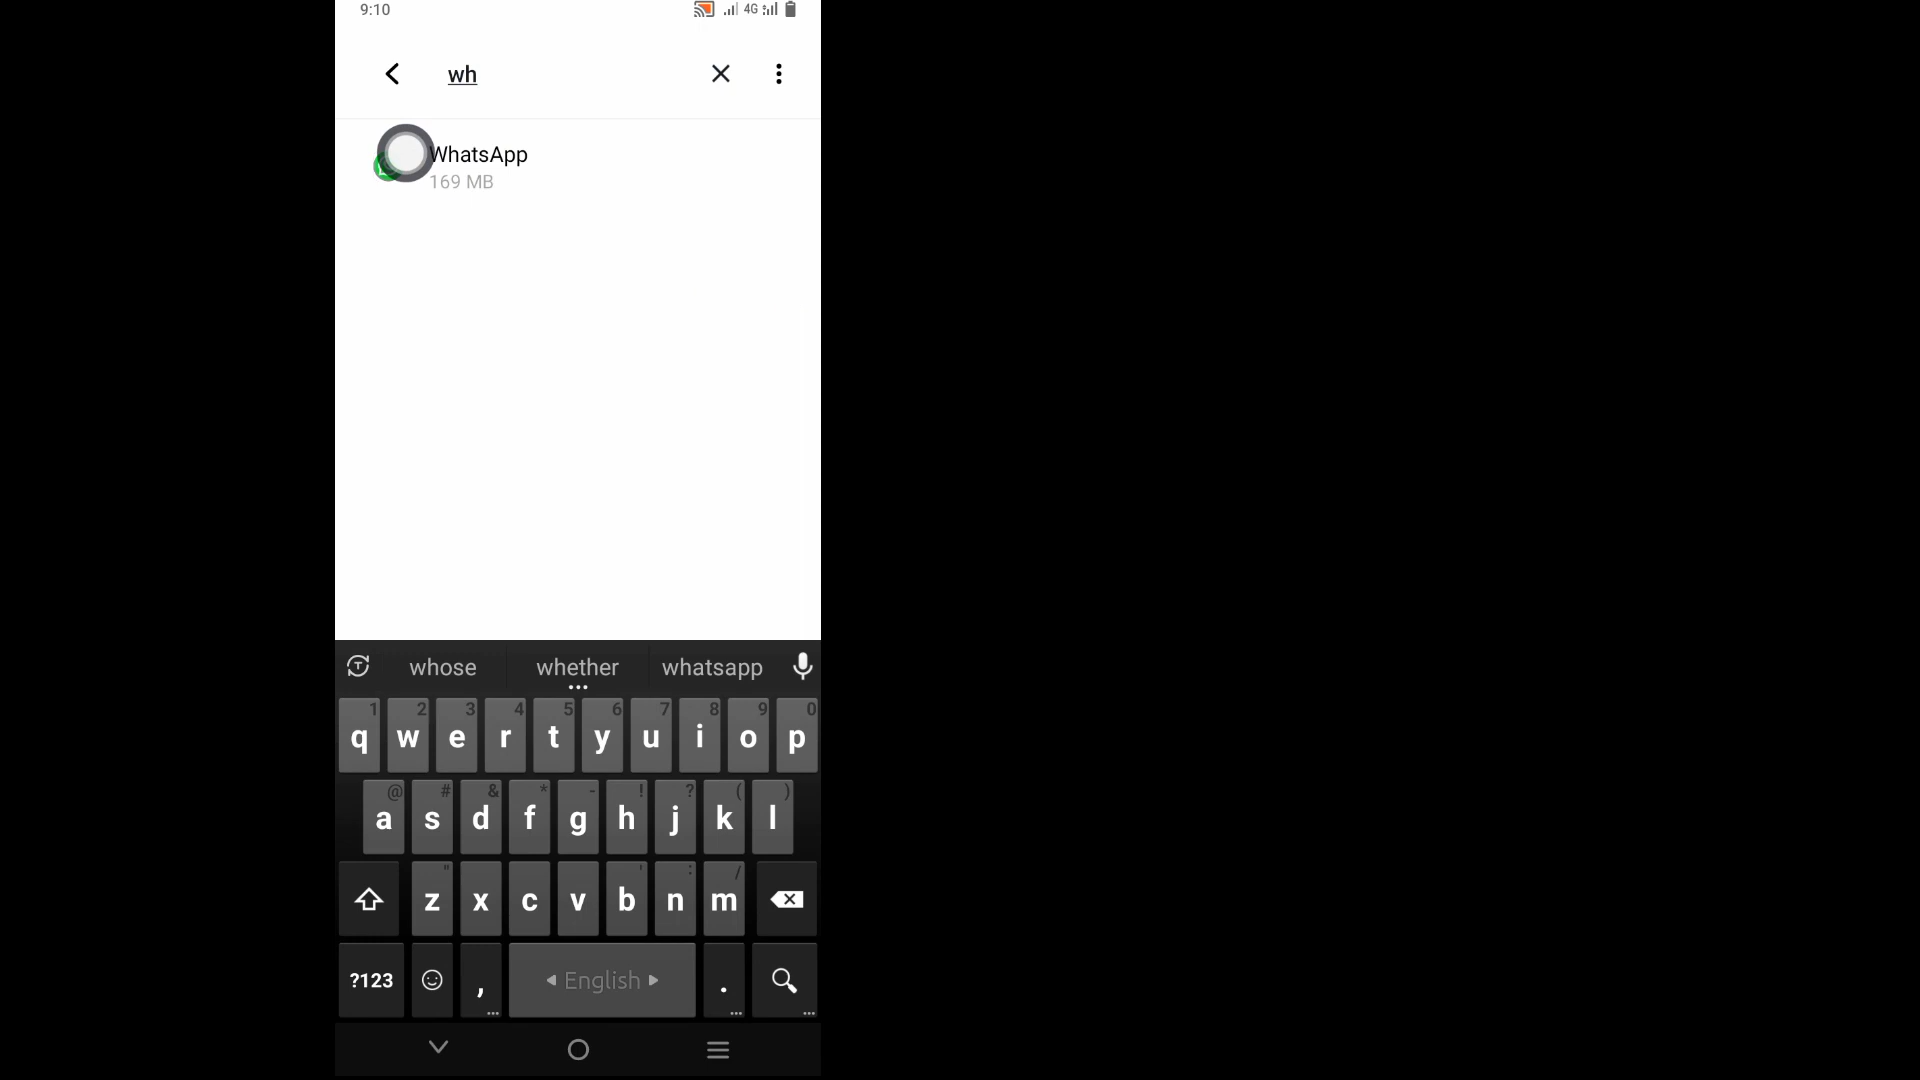 9:10
4G
wh
WhatsApp
169 MB
whose whether whatsapp
1 2 3 4 5 6 7 8 9 0
q w e r t y u i o p
@ # & * - ! ? ( )
a s d f g h j k l
" ' : /
z x c v b n m
?123 , English .